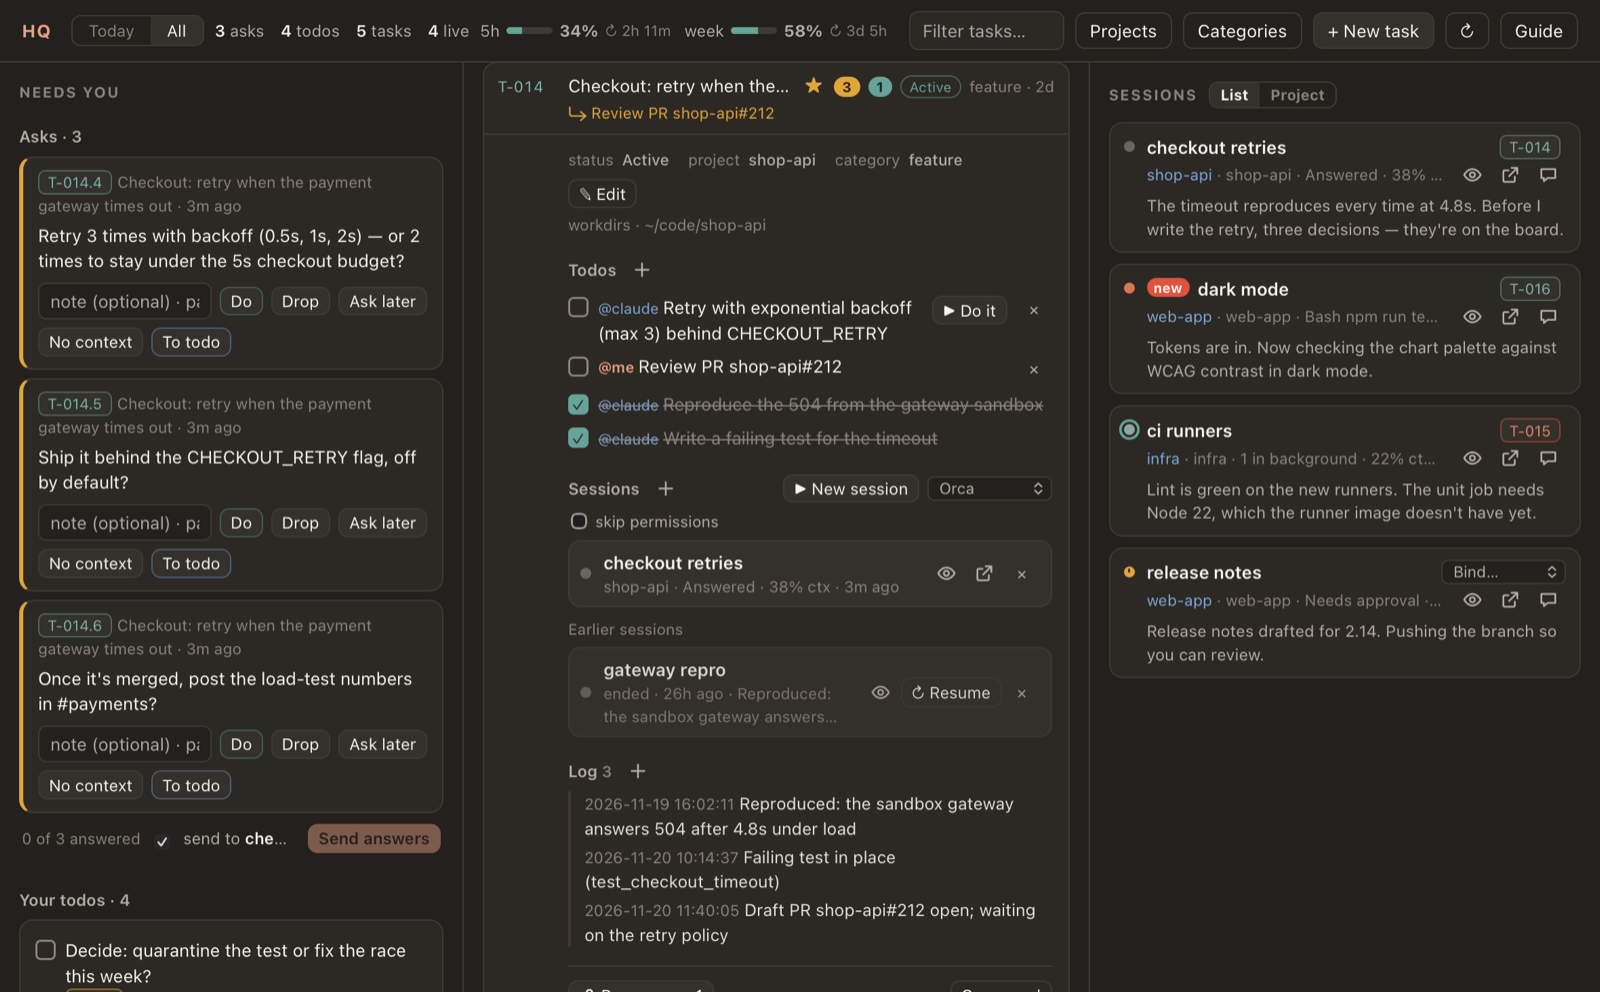 HQ Today All 3 asks 4 todos 5 tasks 4 live 5h 34% 2h 11m week 58% 3d 5h Filter tasks... Projects Categories + New task Guide
NEEDS YOU
Asks · 3
T-014.4 Checkout: retry when the payment
gateway times out · 3m ago
Retry 3 times with backoff (0.5s, 1s, 2s) — or 2
times to stay under the 5s checkout budget?
note (optional) · Do Drop Ask later
No context To todo
T-014.5 Checkout: retry when the payment
gateway times out · 3m ago
Ship it behind the CHECKOUT_RETRY flag, off
by default?
note (optional) · Do Drop Ask later
No context To todo
T-014.6 Checkout: retry when the payment
gateway times out · 3m ago
Once it's merged, post the load-test numbers
in #payments?
note (optional) · Do Drop Ask later
No context To todo
0 of 3 answered send to che... Send answers
Your todos · 4
Decide: quarantine the test or fix the race
this week?
T-014 Checkout: retry when the... 3 1 Active feature · 2d
Review PR shop-api#212
status Active project shop-api category feature
Edit
workdirs · ~/code/shop-api
Todos +
@claude Retry with exponential backoff
(max 3) behind CHECKOUT_RETRY
Do it ×
@me Review PR shop-api#212 ×
@claude Reproduce the 504 from the gateway sandbox
@claude Write a failing test for the timeout
Sessions + New session Orca
skip permissions
checkout retries
shop-api · Answered · 38% ctx · 3m ago ×
Earlier sessions
gateway repro
ended · 26h ago · Reproduced:
the sandbox gateway answers...
Resume ×
Log 3 +
2026-11-19 16:02:11 Reproduced: the sandbox gateway
answers 504 after 4.8s under load
2026-11-20 10:14:37 Failing test in place
(test_checkout_timeout)
2026-11-20 11:40:05 Draft PR shop-api#212 open; waiting
on the retry policy
SESSIONS List Project
checkout retries T-014
shop-api · shop-api · Answered · 38% ...
The timeout reproduces every time at 4.8s. Before I
write the retry, three decisions — they're on the board.
new dark mode T-016
web-app · web-app · Bash npm run te...
Tokens are in. Now checking the chart palette against
WCAG contrast in dark mode.
ci runners T-015
infra · infra · 1 in background · 22% ct...
Lint is green on the new runners. The unit job needs
Node 22, which the runner image doesn't have yet.
release notes Bind...
web-app · web-app · Needs approval ·...
Release notes drafted for 2.14. Pushing the branch so
you can review.